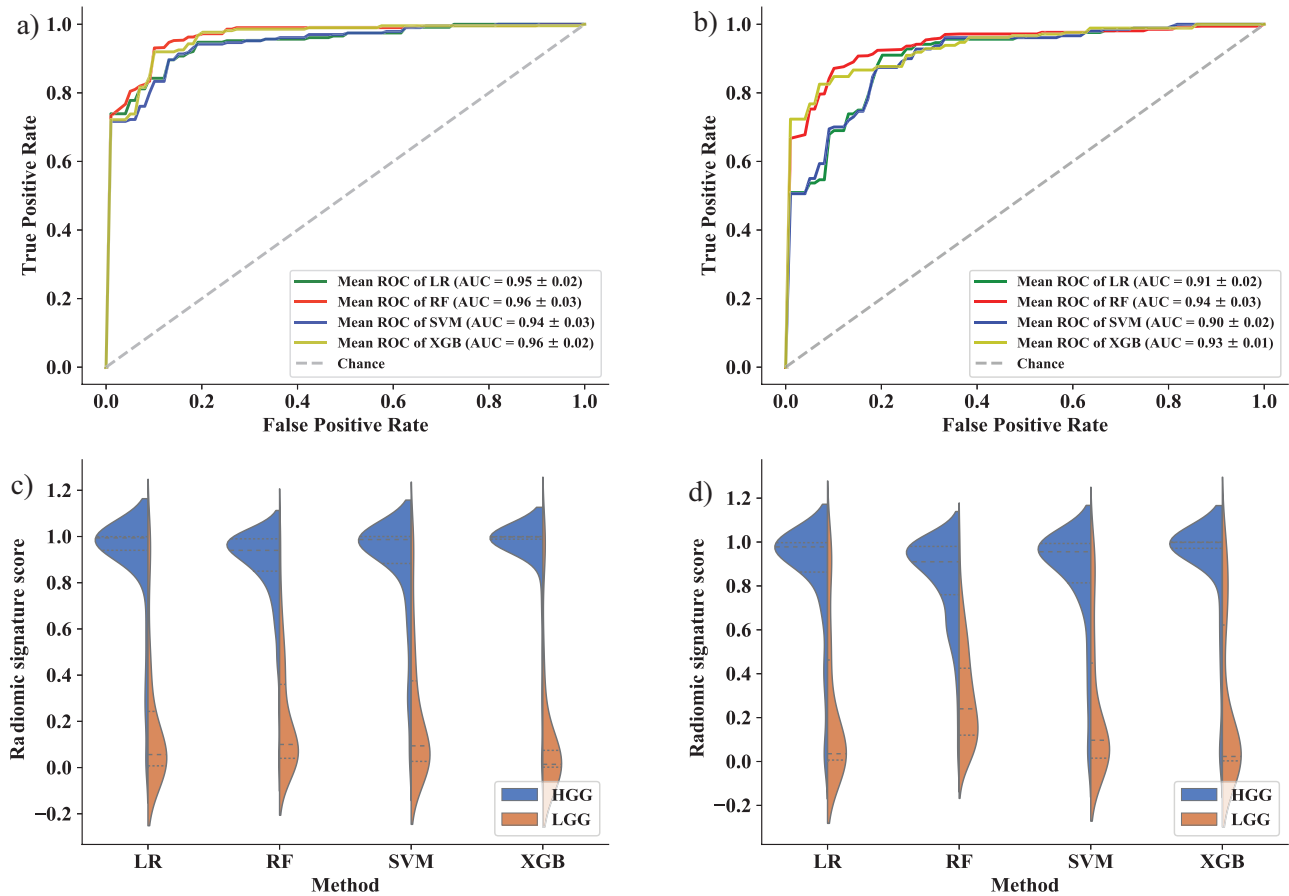 a)
True Positive Rate
1.0
0.8
0.6
0.4
0.2
0.0
Mean ROC of LR (AUC = 0.95 ± 0.02)
Mean ROC of RF (AUC = 0.96 ± 0.03)
Mean ROC of SVM (AUC = 0.94 ± 0.03)
Mean ROC of XGB (AUC = 0.96 ± 0.02)
Chance
0.0 0.2 0.4 0.6 0.8 1.0
False Positive Rate
b)
True Positive Rate
1.0
0.8
0.6
0.4
0.2
0.0
Mean ROC of LR (AUC = 0.91 ± 0.02)
Mean ROC of RF (AUC = 0.94 ± 0.03)
Mean ROC of SVM (AUC = 0.90 ± 0.02)
Mean ROC of XGB (AUC = 0.93 ± 0.01)
Chance
0.0 0.2 0.4 0.6 0.8 1.0
False Positive Rate
c)
Radiomic signature score
1.2
1.0
0.8
0.6
0.4
0.2
0.0
−0.2
HGG
LGG
LR RF SVM XGB
Method
d)
Radiomic signature score
1.2
1.0
0.8
0.6
0.4
0.2
0.0
−0.2
HGG
LGG
LR RF SVM XGB
Method